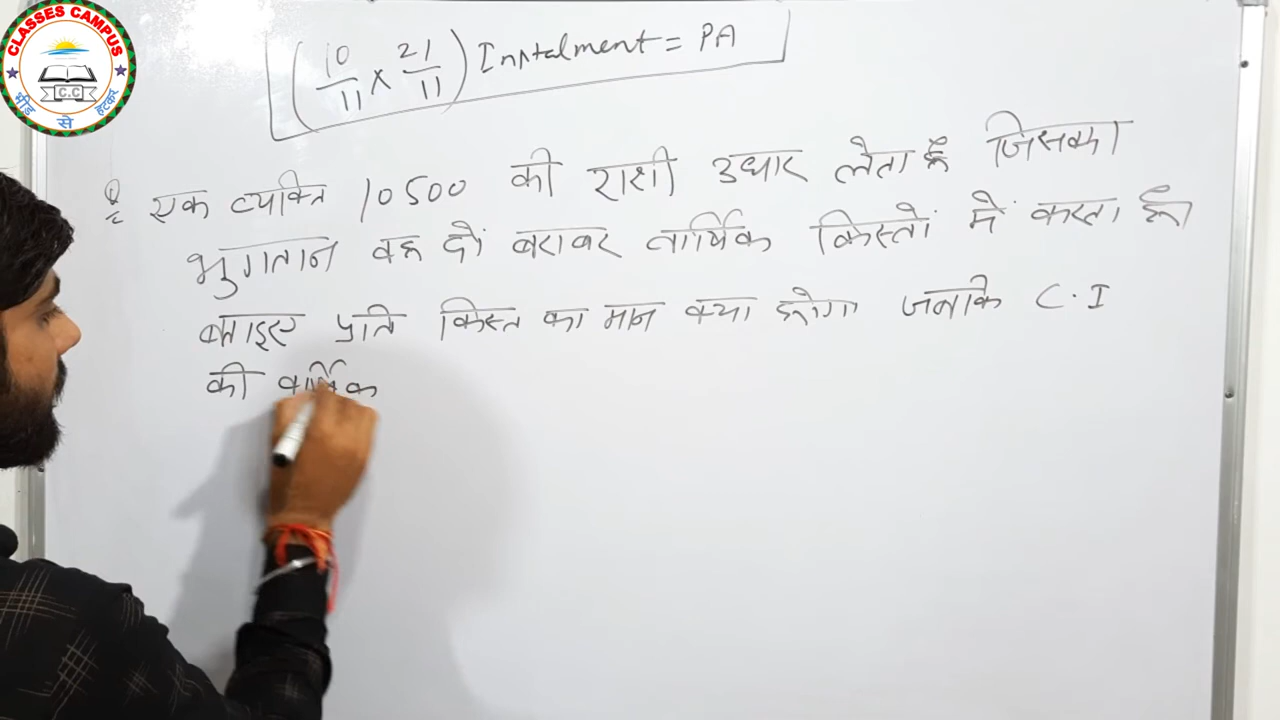 CLASSES CAMPUS
C.C
भीड़ से हटकर
(10/11 × 21/11) Instalment = PA
Q: एक व्यक्ति 10500 की राशी उधार लेता है जिसका
भुगतान वह दो बराबर वार्षिक किस्तों में करता है।
बताइए प्रति किस्त का मान क्या होगा जबकि C.I
की वार्षिक